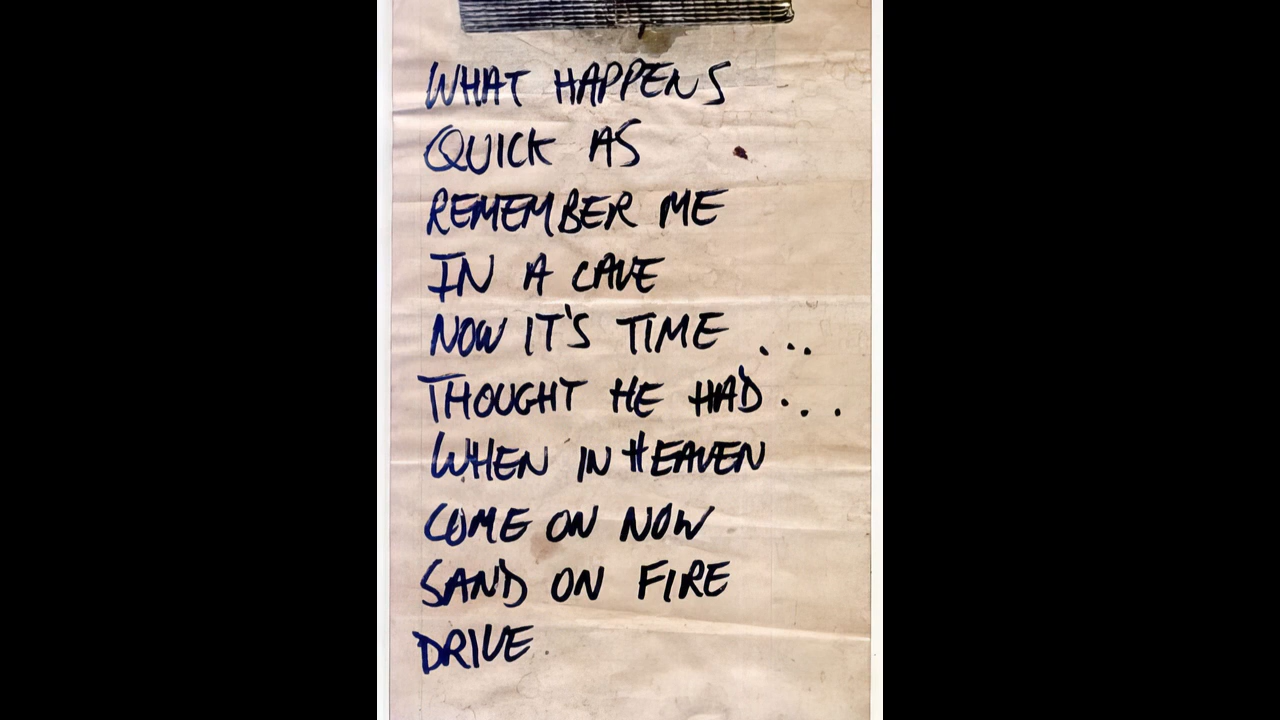 WHAT HAPPENS
QUICK AS
REMEMBER ME
IN A CAVE
NOW IT'S TIME ...
THOUGHT HE HAD ...
WHEN IN HEAVEN
COME ON NOW
SAND ON FIRE
DRIVE